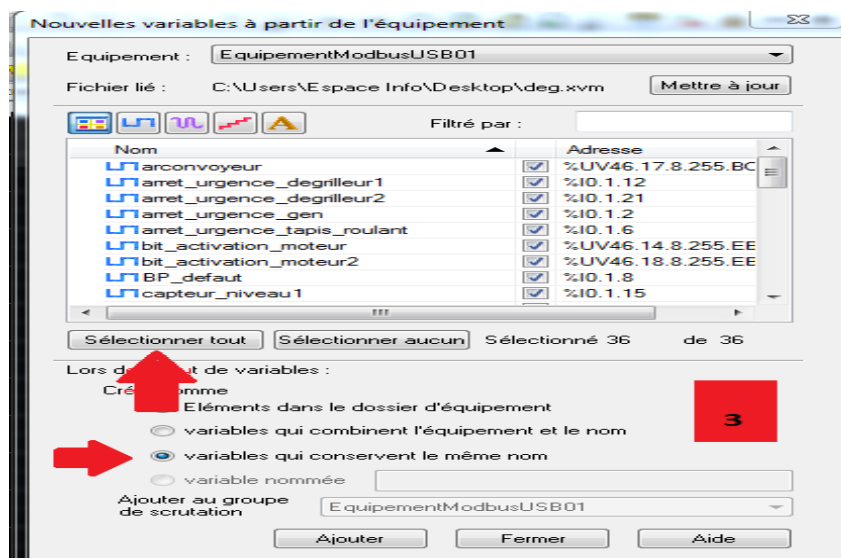 Nouvelles variables à partir de l'équipement
Equipement : EquipementModbusUSB01
Fichier lié : C:\Users\Espace Info\Desktop\deg.xvm Mettre à jour
A Filtré par :
Nom Adresse
arconvoyeur %UV46.17.8.255.BC
arret_urgence_degrilleur1 %I0.1.12
arret_urgence_degrilleur2 %I0.1.21
arret_urgence_gen %I0.1.2
arret_urgence_tapis_roulant %I0.1.6
bit_activation_moteur %UV46.14.8.255.EE
bit_activation_moteur2 %UV46.18.8.255.EE
BP_defaut %I0.1.8
capteur_niveau1 %I0.1.15
Sélectionner tout Sélectionner aucun Sélectionné 36 de 36
Lors de variables :
Eléments dans le dossier d'équipement
3
variables qui combinent l'équipement et le nom
variables qui conservent le même nom
variable nommée
Ajouter au groupe
de scrutation EquipementModbusUSB01
Ajouter Fermer Aide